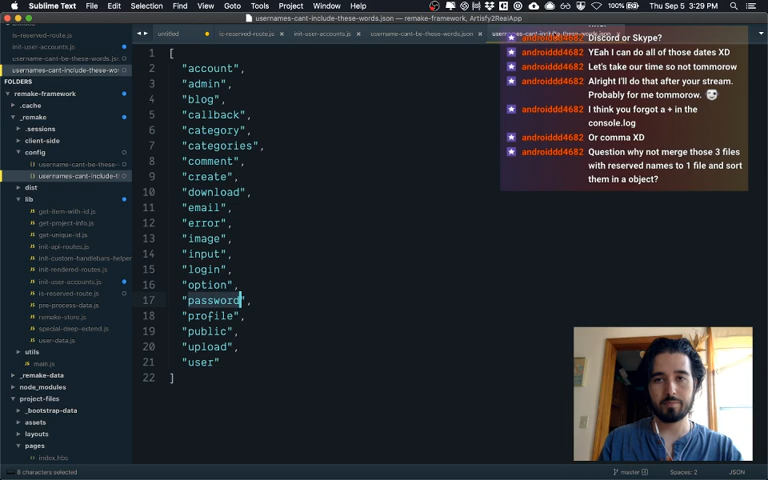 Sublime Text File Edit Selection Find View Goto Tools Project Window Help 100% Thu Sep 5 3:29 PM
usernames-cant-include-these-words.json — remake-framework, Artisfy2RealApp
untitled is-reserved-route.js init-user-accounts.js username-cant-be-these-words.json usernames-cant-include-these-words.json
is-reserved-route.js
init-user-accounts.js
username-cant-be-these-words
usernames-cant-include-these-wor
FOLDERS
remake-framework
.cache
_remake
.sessions
client-side
config
username-cant-be-these-
usernames-cant-include-t
dist
lib
get-item-with-id.js
get-project-info.js
get-unique-id.js
init-api-routes.js
init-custom-handlebars-helper
init-rendered-routes.js
init-user-accounts.js
is-reserved-route.js
pre-process-data.js
remake-store.js
special-deep-extend.js
user-data.js
utils
main.js
_remake-data
node_modules
project-files
_bootstrap-data
assets
layouts
pages
index.hbs
1 [
2 "account",
3 "admin",
4 "blog",
5 "callback",
6 "category",
7 "categories",
8 "comment",
9 "create",
10 "download",
11 "email",
12 "error",
13 "image",
14 "input",
15 "login",
16 "option",
17 "password",
18 "profile",
19 "public",
20 "upload",
21 "user"
22 ]
androiddd4682 Discord or Skype?
androiddd4682 YEah I can do all of those dates XD
androiddd4682 Let's take our time so not tommorow
androiddd4682 Alright I'll do that after your stream.
Probably for me tommorow.
androiddd4682 I think you forgot a + in the
console.log
androiddd4682 Or comma XD
androiddd4682 Question why not merge those 3 files
with reserved names to 1 file and sort
them in a object?
8 characters selected master Spaces: 2 JSON